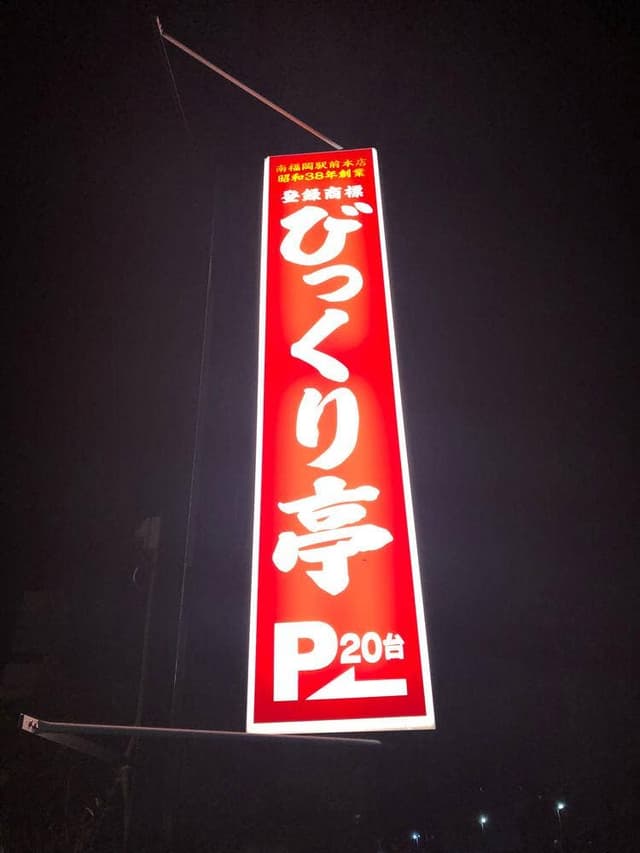 南福岡駅前本店
昭和38年創業
登録商標
びっくり亭
P20台